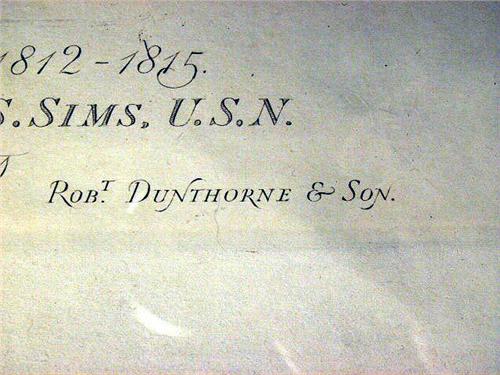 1812-1815.
S. SIMS, U.S.N.
ROBT. DUNTHORNE & SON.